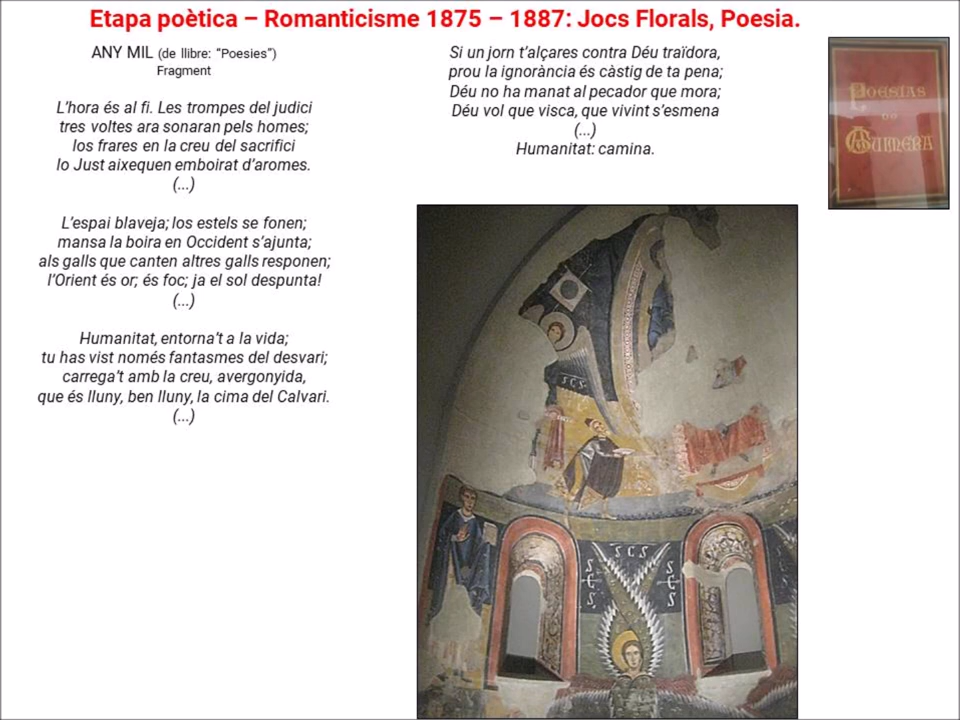 Etapa poètica – Romanticisme 1875 – 1887: Jocs Florals, Poesia.
ANY MIL (de llibre: “Poesies”)
Fragment
L’hora és al fi. Les trompes del judici
tres voltes ara sonaran pels homes;
los frares en la creu del sacrifici
lo Just aixequen emboirat d’aromes.
(...)
L’espai blaveja; los estels se fonen;
mansa la boira en Occident s’ajunta;
als galls que canten altres galls responen;
l’Orient és or; és foc; ja el sol despunta!
(...)
Humanitat, entorna’t a la vida;
tu has vist només fantasmes del desvari;
carrega’t amb la creu, avergonyida,
que és lluny, ben lluny, la cima del Calvari.
(...)
Si un jorn t’alçares contra Déu traïdora,
prou la ignorància és càstig de ta pena;
Déu no ha manat al pecador que mora;
Déu vol que visca, que vivint s’esmena
(...)
Humanitat: camina.
POESIAS
DE
GUIMERA
SCS
SCS
SCS
SCS